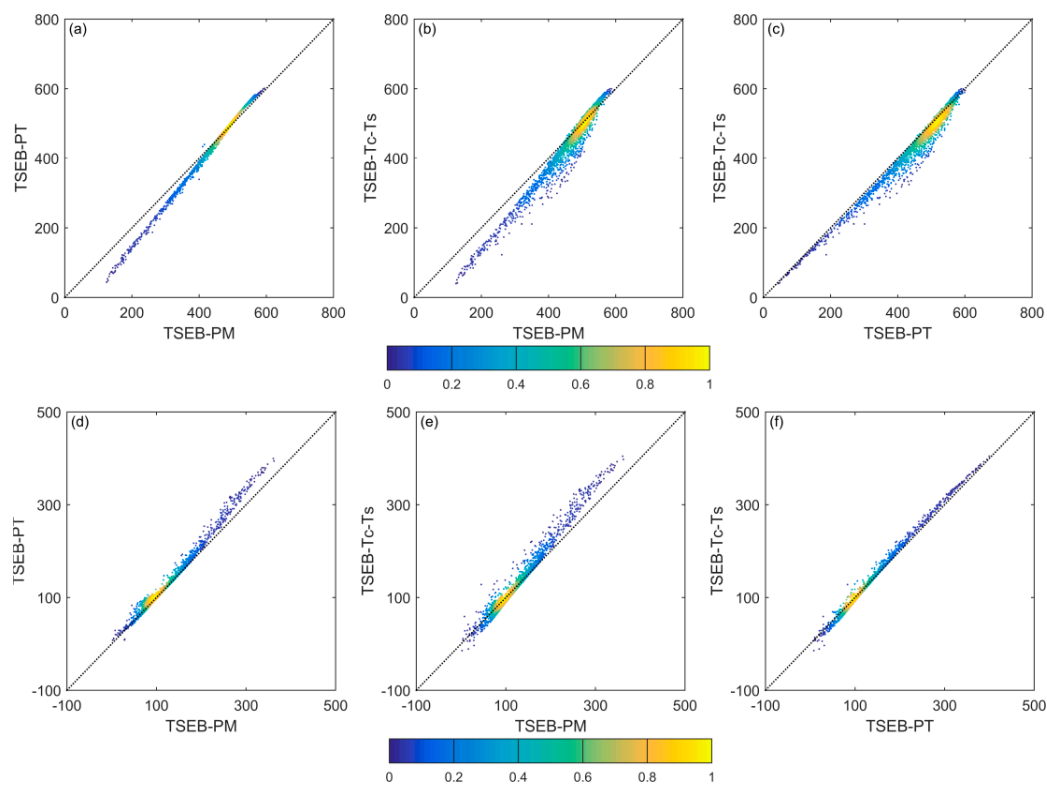 800 (a) 800 (b) 800 (c)
600 600 600
TSEB-PT TSEB-Tc-Ts TSEB-Tc-Ts
400 400 400
200 200 200
0 0 0
0 200 400 600 800 0 200 400 600 800 0 200 400 600 800
TSEB-PM TSEB-PM TSEB-PT
0 0.2 0.4 0.6 0.8 1
500 (d) 500 (e) 500 (f)
300 300 300
TSEB-PT TSEB-Tc-Ts TSEB-Tc-Ts
100 100 100
-100 -100 -100
-100 100 300 500 -100 100 300 500 -100 100 300 500
TSEB-PM TSEB-PM TSEB-PT
0 0.2 0.4 0.6 0.8 1